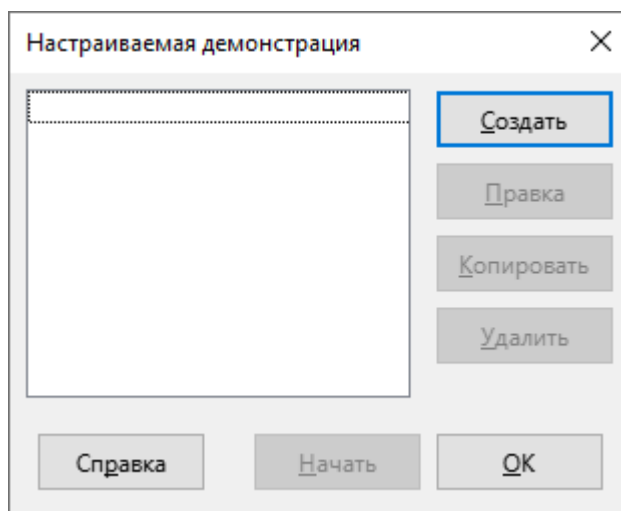 Настраиваемая демонстрация
Создать
Правка
Копировать
Удалить
Справка
Начать
OK